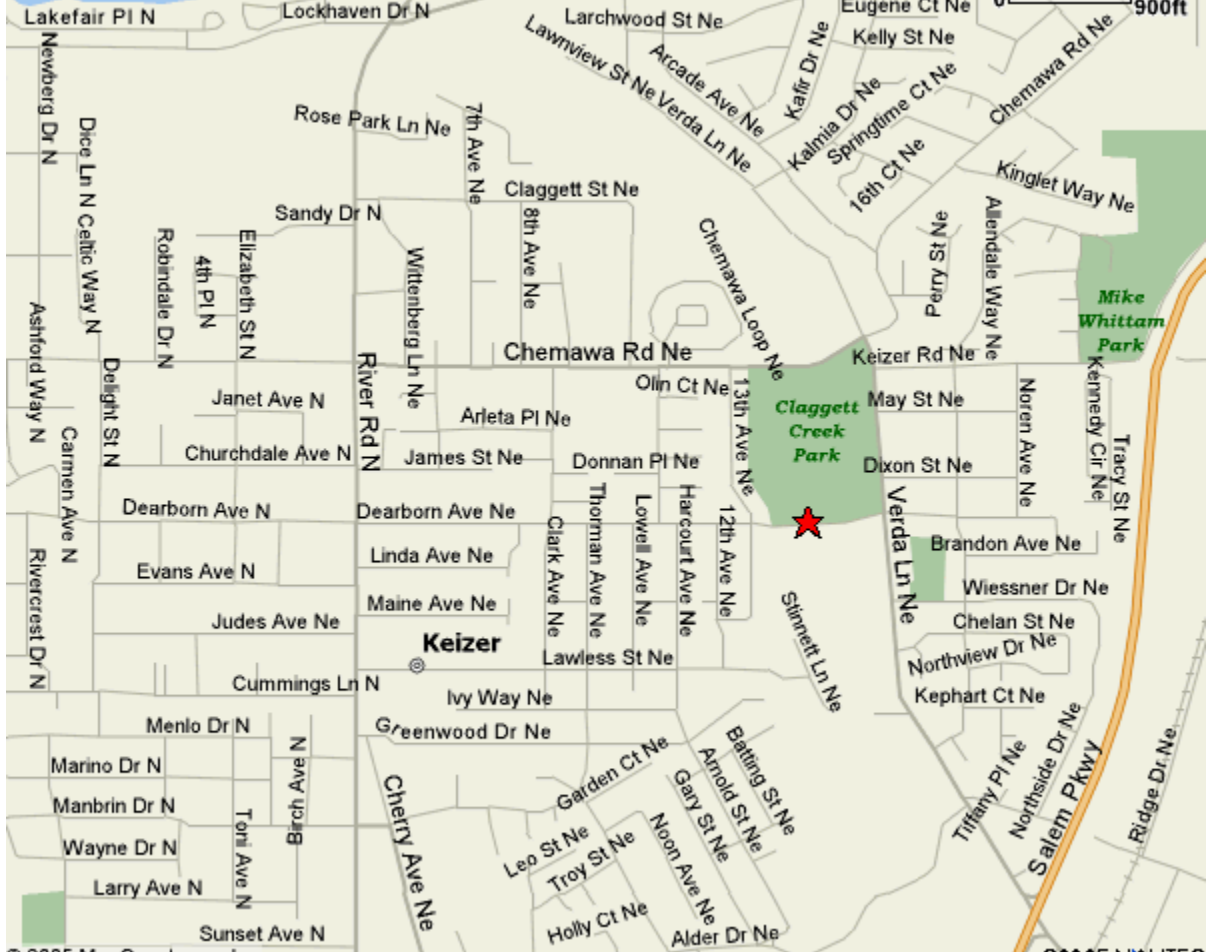 Lakefair Pl N
Lockhaven Dr N
Larchwood St Ne
Eugene Ct Ne
0
900ft
Newberg Dr N
Lawnview St Ne
Arcade Ave Ne
Kafir Dr Ne
Kelly St Ne
Chemawa Rd Ne
Dice Ln N
Rose Park Ln Ne
7th Ave Ne
Verda Ln Ne
Kalmia Dr Ne
Springtime Ct Ne
16th Ct Ne
Kinglet Way Ne
Claggett St Ne
Sandy Dr N
8th Ave Ne
Celtic Way N
Robindale Dr N
4th Pl N
Elizabeth St N
Wittenberg Ln Ne
Chemawa Loop Ne
Perry St Ne
Allendale Way Ne
Mike
Whittam
Park
Ashford Way N
Delight St N
River Rd N
Chemawa Rd Ne
Keizer Rd Ne
Janet Ave N
Olin Ct Ne
13th Ave Ne
Claggett
Creek
Park
May St Ne
Noren Ave Ne
Kennedy Cir Ne
Tracy St Ne
Arleta Pl Ne
Carmen Ave N
Churchdale Ave N
James St Ne
Donnan Pl Ne
Dixon St Ne
Dearborn Ave N
Dearborn Ave Ne
Clark Ave Ne
Thorman Ave Ne
Lowell Ave Ne
Harcourt Ave Ne
12th Ave Ne
Verda Ln Ne
Brandon Ave Ne
Rivercrest Dr N
Evans Ave N
Linda Ave Ne
Wiessner Dr Ne
Maine Ave Ne
Judes Ave Ne
Stinnett Ln Ne
Chelan St Ne
Keizer
Lawless St Ne
Northview Dr Ne
Cummings Ln N
Ivy Way Ne
Kephart Ct Ne
Menlo Dr N
Greenwood Dr Ne
Birch Ave N
Marino Dr N
Garden Ct Ne
Batting St Ne
Arnold St Ne
Gary St Ne
Tiffany Pl Ne
Northside Dr Ne
Salem Pkwy
Ridge Dr Ne
Manbrin Dr N
Toni Ave N
Cherry Ave Ne
Wayne Dr N
Leo St Ne
Troy St Ne
Noon Ave Ne
Larry Ave N
Holly Ct Ne
Alder Dr Ne
Sunset Ave N